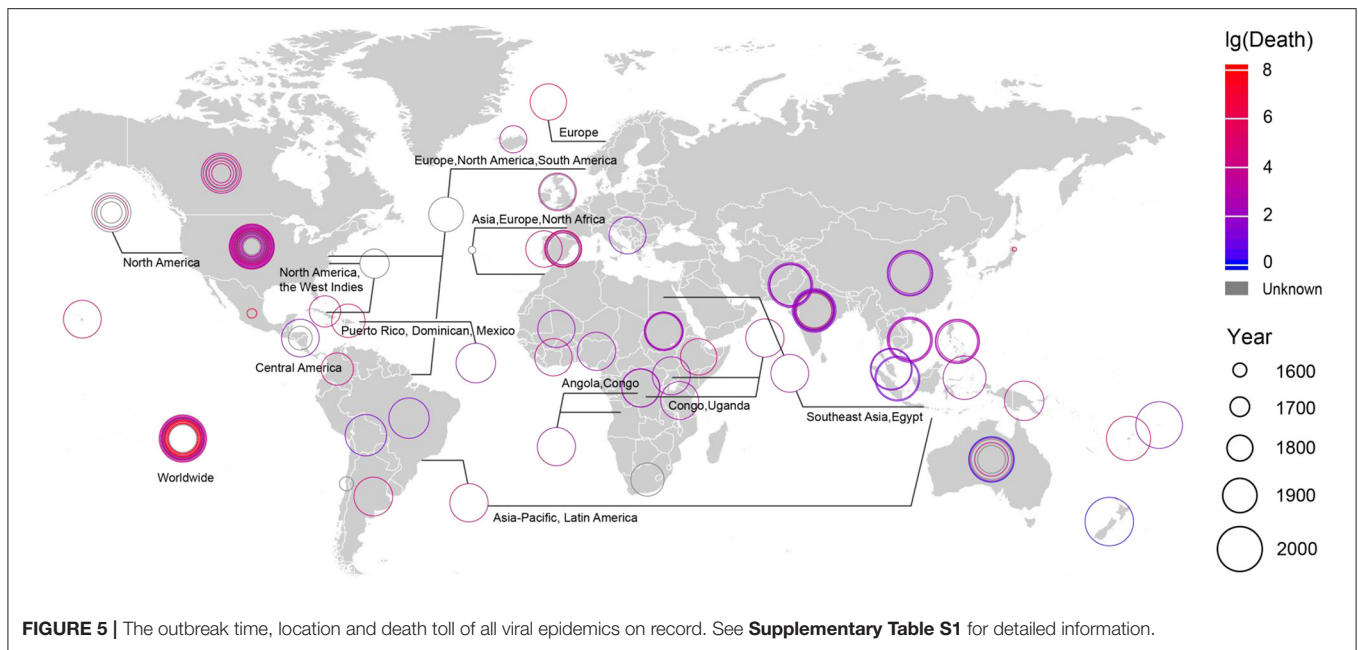 lg(Death)
8
6
4
2
0
Unknown
Year
1600
1700
1800
1900
2000
Europe
Europe,North America,South America
Asia,Europe,North Africa
North America
North America,
the West Indies
Puerto Rico, Dominican, Mexico
Central America
Angola,Congo
Congo,Uganda
Southeast Asia,Egypt
Worldwide
Asia-Pacific, Latin America
FIGURE 5 | The outbreak time, location and death toll of all viral epidemics on record. See Supplementary Table S1 for detailed information.